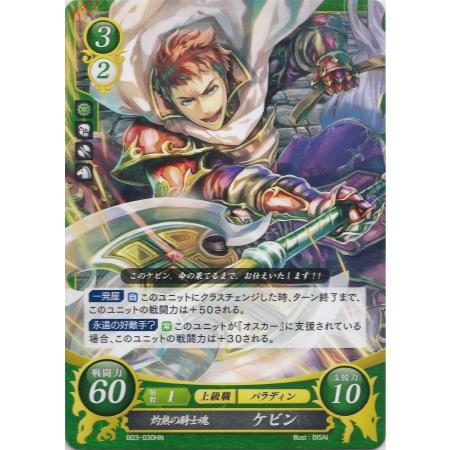 3
2
このケビン、命の果てるまで、お仕えいたします!!
一発屋 自 このユニットにクラスチェンジした時、ターン終了まで、
このユニットの戦闘力は+50される。
永遠の好敵手? 常 このユニットが『オスカー』に支援されている
場合、このユニットの戦闘力は+30される。
戦闘力 60 射程 1 上級職 パラディン 支援力 10
灼熱の騎士魂 ケビン
B03-030HN Illust:BISAI